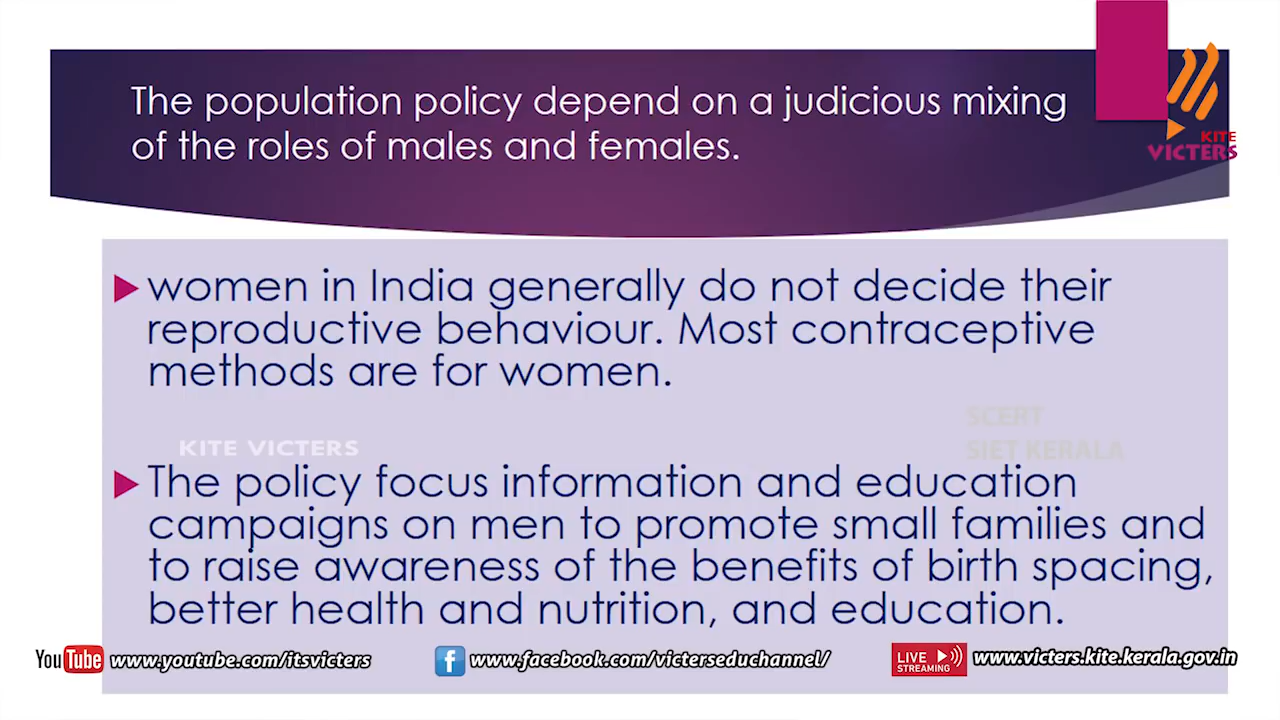 The population policy depend on a judicious mixing
of the roles of males and females.
KITE
VICTERS
women in India generally do not decide their
reproductive behaviour. Most contraceptive
methods are for women.
SCERT
KITE VICTERS
SIET KERALA
The policy focus information and education
campaigns on men to promote small families and
to raise awareness of the benefits of birth spacing,
better health and nutrition, and education.
YouTube www.youtube.com/itsvicters
f www.facebook.com/victerseduchannel/
LIVE
STREAMING
www.victers.kite.kerala.gov.in